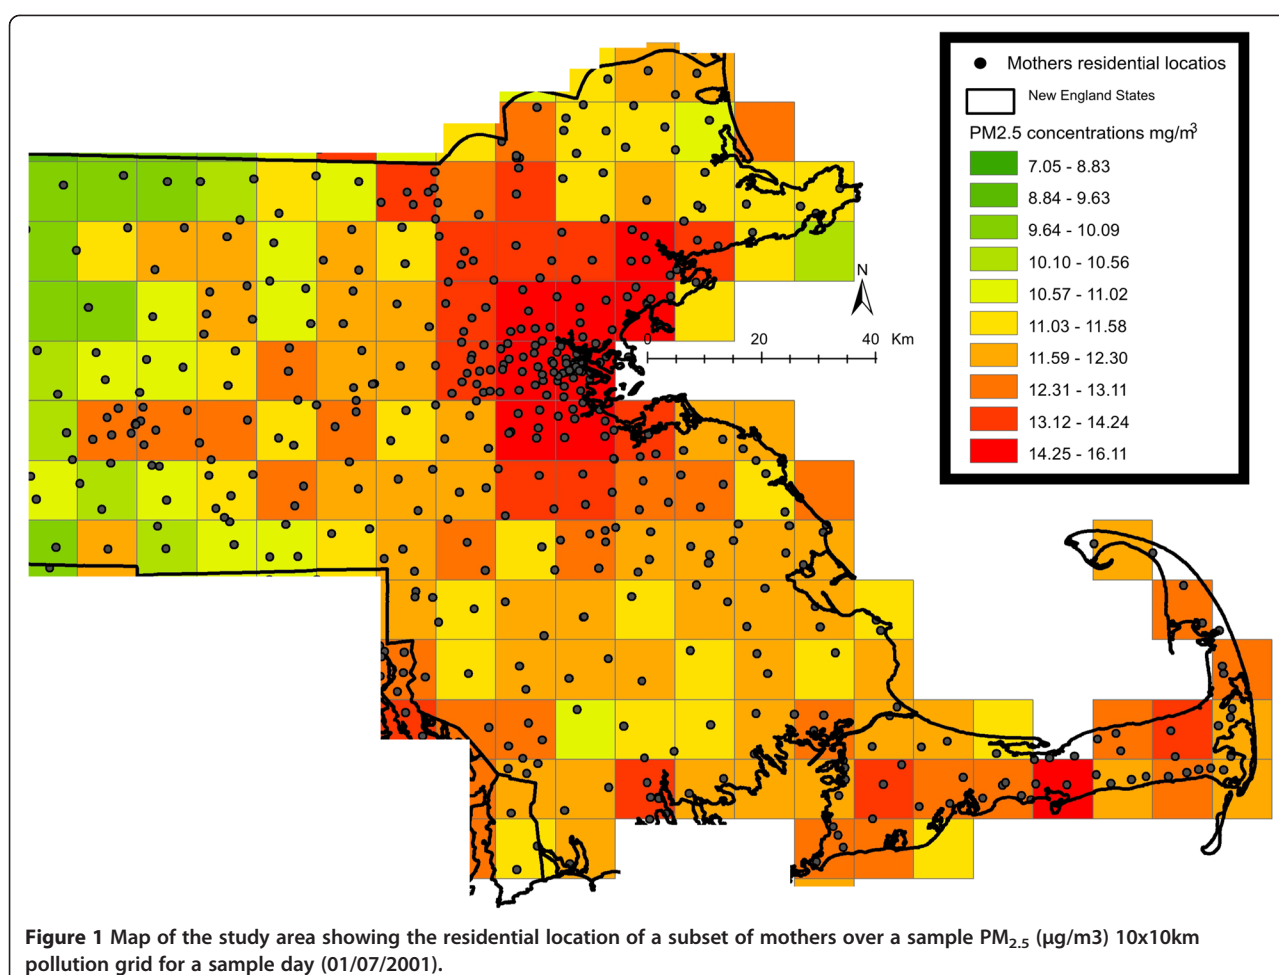 Mothers residential locatios
New England States
PM2.5 concentrations mg/m³
7.05 - 8.83
8.84 - 9.63
9.64 - 10.09
10.10 - 10.56
10.57 - 11.02
11.03 - 11.58
11.59 - 12.30
12.31 - 13.11
13.12 - 14.24
14.25 - 16.11
N
0 20 40 Km
Figure 1 Map of the study area showing the residential location of a subset of mothers over a sample PM2.5 (μg/m3) 10x10km
pollution grid for a sample day (01/07/2001).